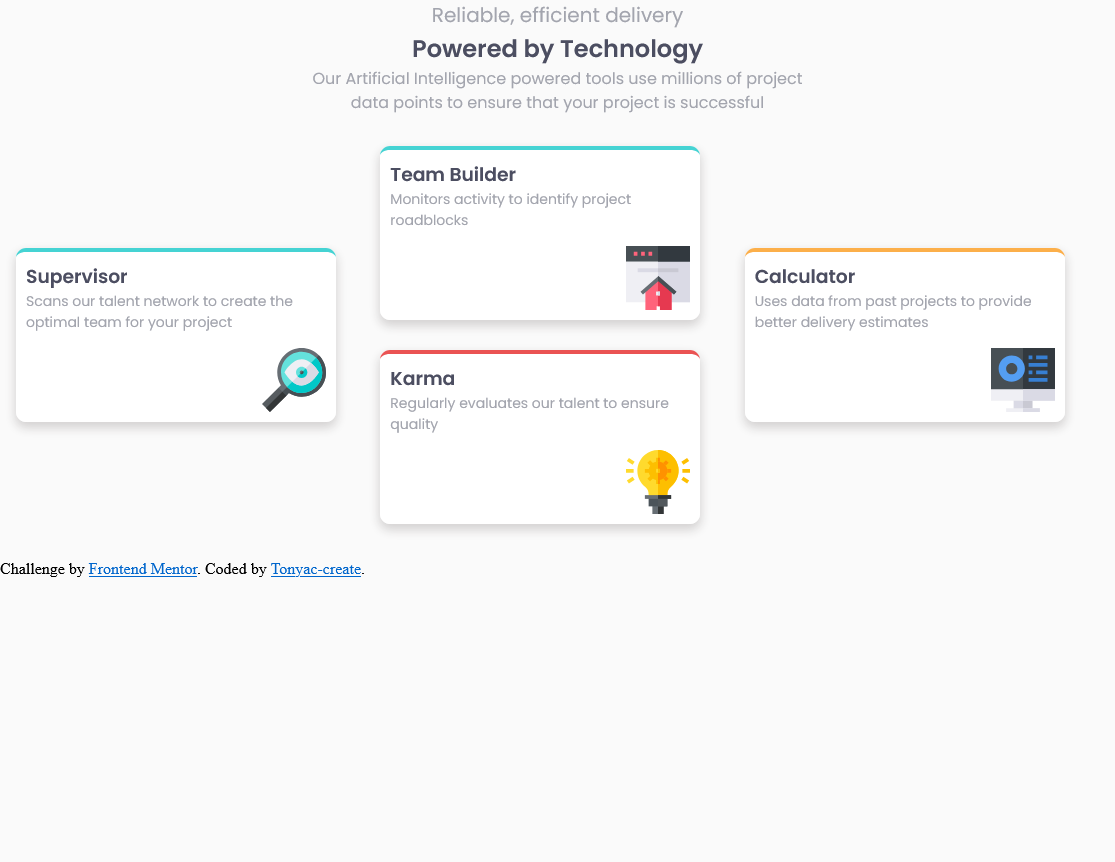 Reliable, efficient delivery
Powered by Technology
Our Artificial Intelligence powered tools use millions of project
data points to ensure that your project is successful
Supervisor
Scans our talent network to create the
optimal team for your project
Team Builder
Monitors activity to identify project
roadblocks
Karma
Regularly evaluates our talent to ensure
quality
Calculator
Uses data from past projects to provide
better delivery estimates
Challenge by Frontend Mentor. Coded by Tonyac-create.